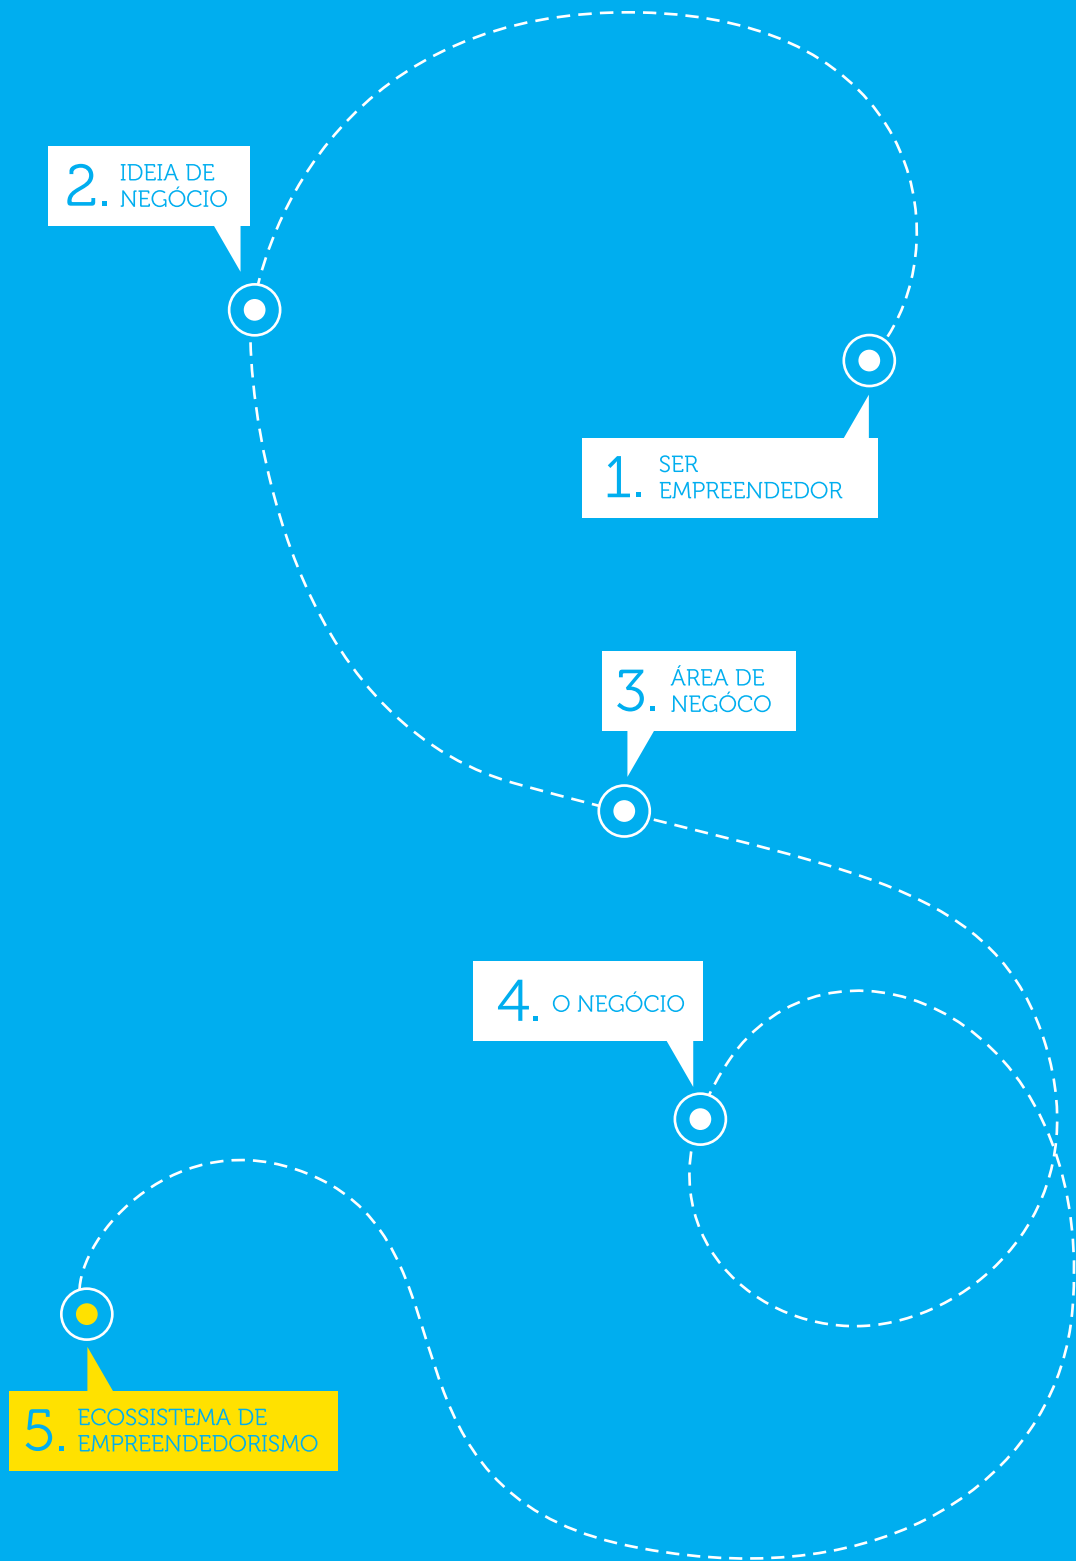 2. IDEIA DE
NEGÓCIO
1. SER
EMPREENDEDOR
3. ÁREA DE
NEGÓCO
4. O NEGÓCIO
5. ECOSSISTEMA DE
EMPREENDEDORISMO